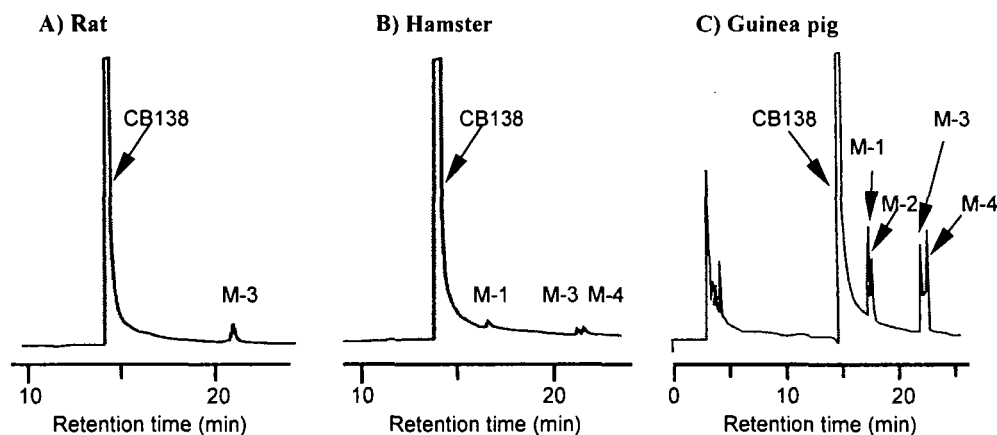 A) Rat
CB138
M-3
10
20
Retention time (min)
B) Hamster
CB138
M-1
M-3
M-4
10
20
Retention time (min)
C) Guinea pig
CB138
M-1
M-2
M-3
M-4
0
10
20
Retention time (min)